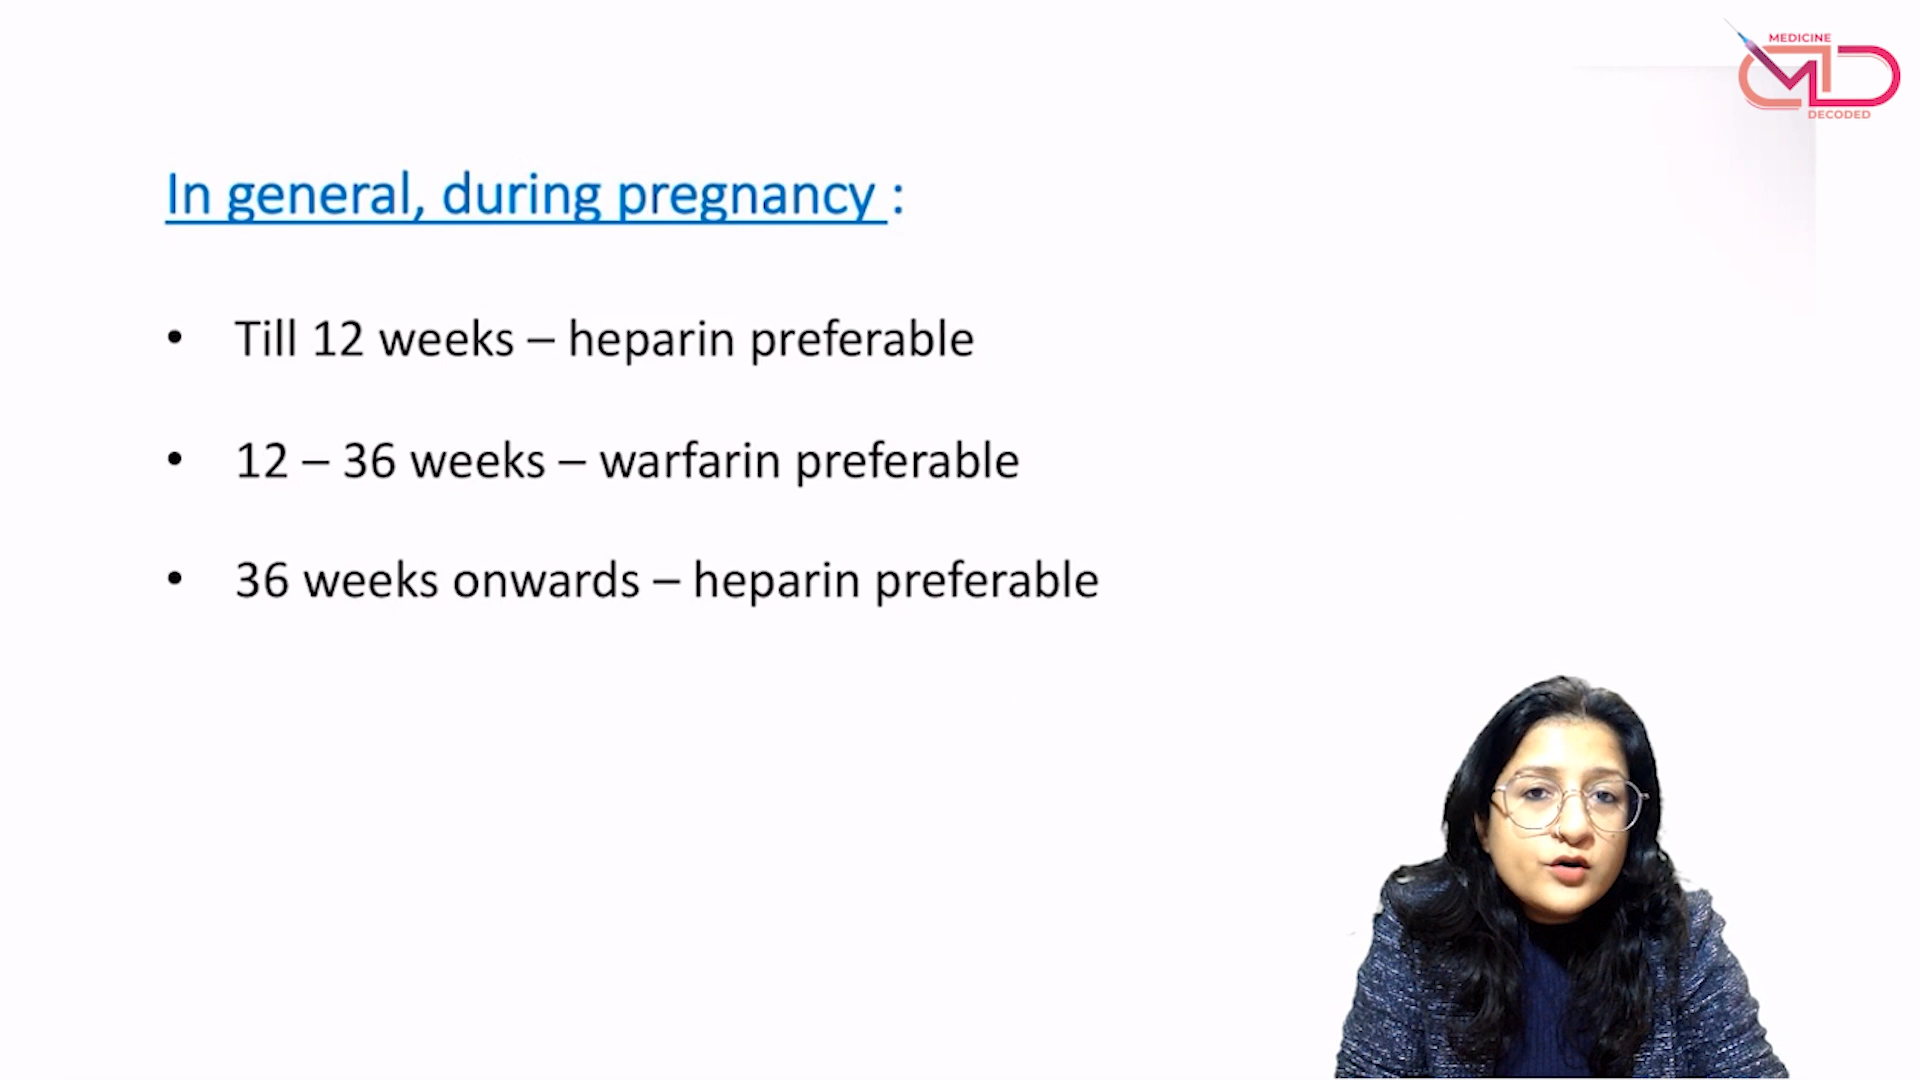 MEDICINE
DECODED
In general, during pregnancy :
• Till 12 weeks – heparin preferable
• 12 – 36 weeks – warfarin preferable
• 36 weeks onwards – heparin preferable